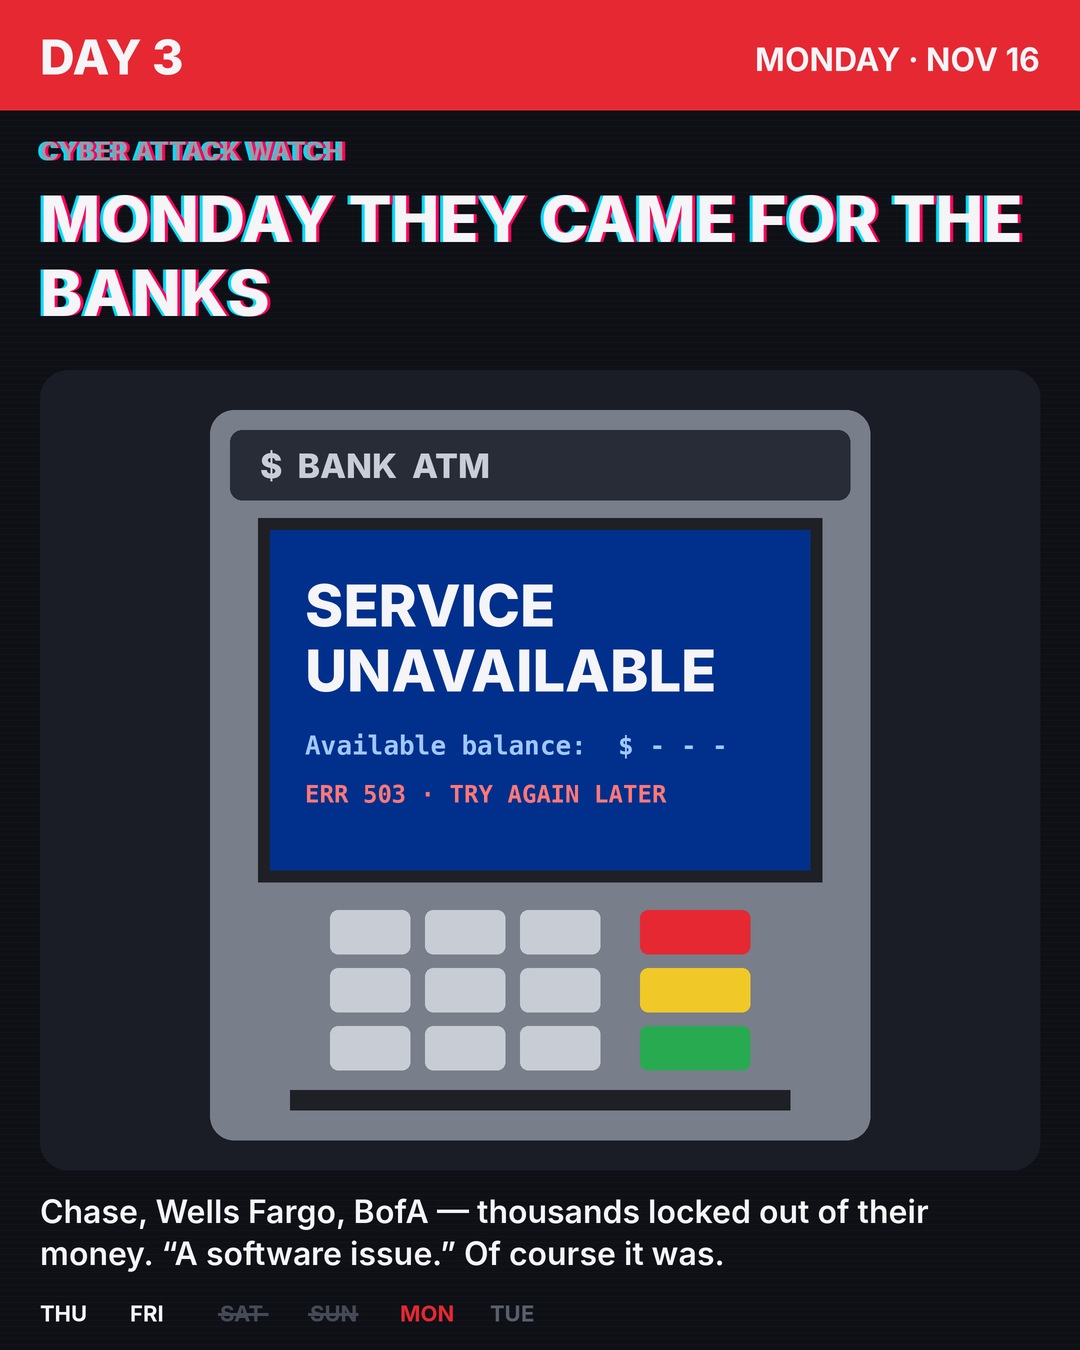 DAY 3
MONDAY · NOV 16
CYBER ATTACK WATCH
MONDAY THEY CAME FOR THE
BANKS
$ BANK ATM
SERVICE
UNAVAILABLE
Available balance: $ - - -
ERR 503 · TRY AGAIN LATER
Chase, Wells Fargo, BofA — thousands locked out of their
money. “A software issue.” Of course it was.
THU FRI SAT SUN MON TUE